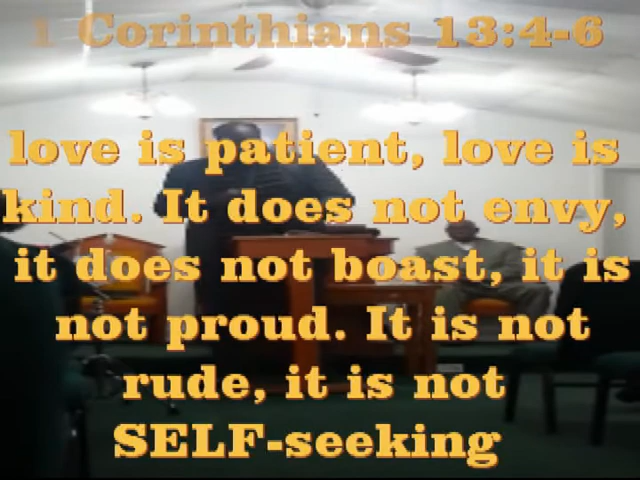 1 Corinthians 13:4-6
love is patient, love is
kind. It does not envy,
it does not boast, it is
not proud. It is not
rude, it is not
SELF-seeking